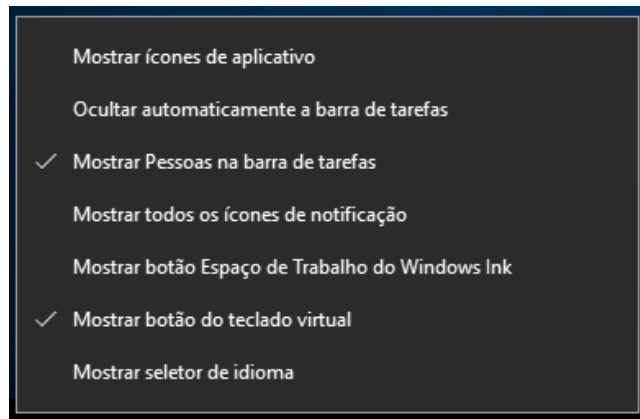 Mostrar ícones de aplicativo
Ocultar automaticamente a barra de tarefas
Mostrar Pessoas na barra de tarefas
Mostrar todos os ícones de notificação
Mostrar botão Espaço de Trabalho do Windows Ink
Mostrar botão do teclado virtual
Mostrar seletor de idioma